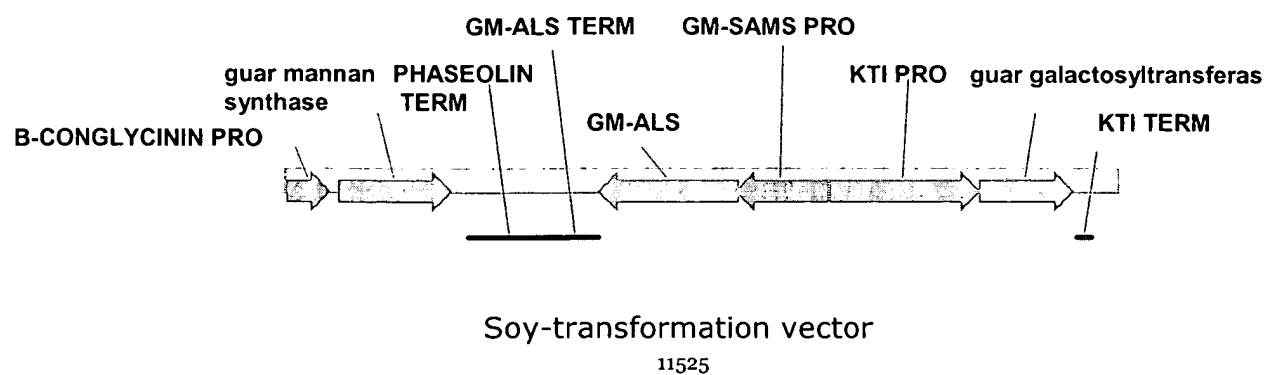 GM-ALS TERM
GM-SAMS PRO
guar mannan
synthase
PHASEOLIN
TERM
KTI PRO
guar galactosyltransferas
B-CONGLYCININ PRO
GM-ALS
KTI TERM
Soy-transformation vector
11525